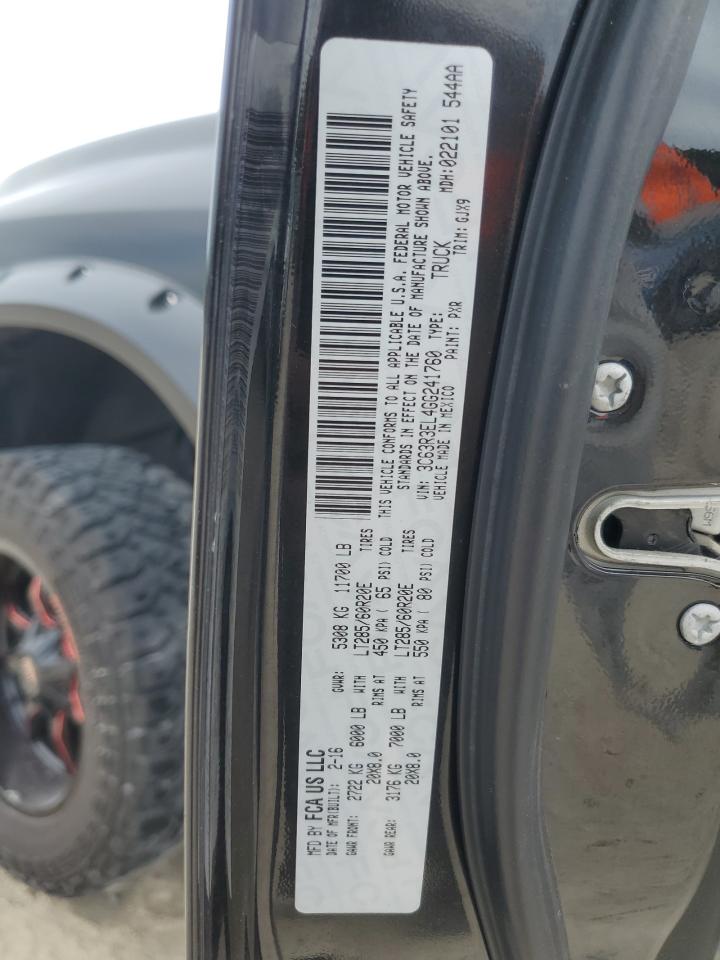 MFD BY FCA US LLC
DATE OF MFR(BUILT): 2-16 GVWR: 5308 KG 11700 LB
GAWR FRONT: 2722 KG 6000 LB WITH LT285/60R20E TIRES
20X8.0 RIMS AT 450 KPA ( 65 PSI) COLD
GAWR REAR: 3176 KG 7000 LB WITH LT285/60R20E TIRES
20X8.0 RIMS AT 550 KPA ( 80 PSI) COLD
THIS VEHICLE CONFORMS TO ALL APPLICABLE U.S.A. FEDERAL MOTOR VEHICLE SAFETY
STANDARDS IN EFFECT ON THE DATE OF MANUFACTURE SHOWN ABOVE.
VIN: 3C63R3EL4GG241760 TYPE: TRUCK MDH:022101 544AA
VEHICLE MADE IN MEXICO PAINT: PXR TRIM: GJX9